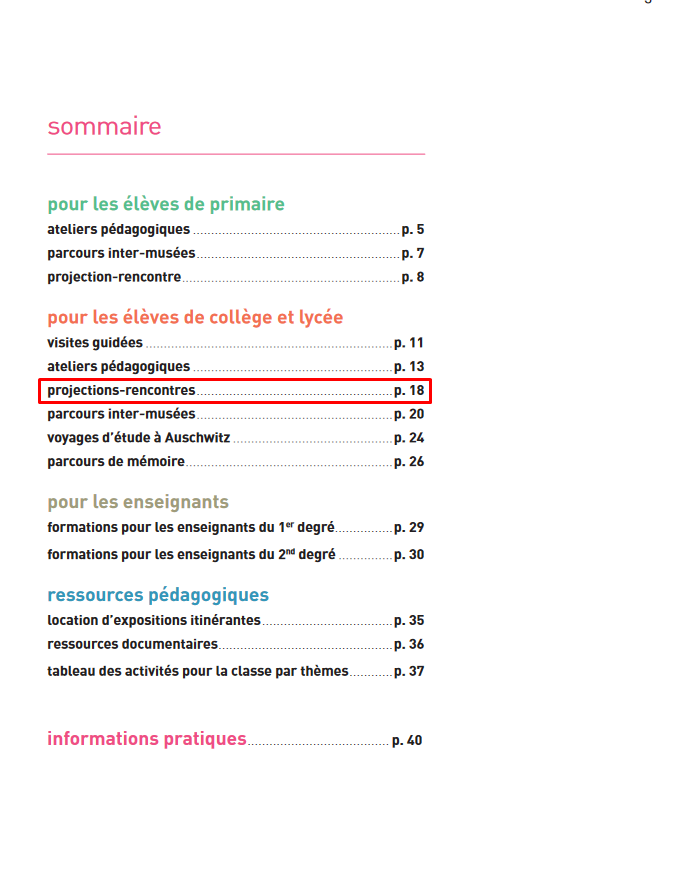 sommaire
pour les élèves de primaire
ateliers pédagogiques ........................ p. 5
parcours inter-musées ........................ p. 7
projection-rencontre ........................ p. 8
pour les élèves de collège et lycée
visites guidées ........................ p. 11
ateliers pédagogiques ........................ p. 13
projections-rencontres ........................ p. 18
parcours inter-musées ........................ p. 20
voyages d’étude à Auschwitz ........................ p. 24
parcours de mémoire ........................ p. 26
pour les enseignants
formations pour les enseignants du 1er degré ................ p. 29
formations pour les enseignants du 2nd degré ............... p. 30
ressources pédagogiques
location d’expositions itinérantes ........................ p. 35
ressources documentaires ........................ p. 36
tableau des activités pour la classe par thèmes ............ p. 37
informations pratiques ........................ p. 40